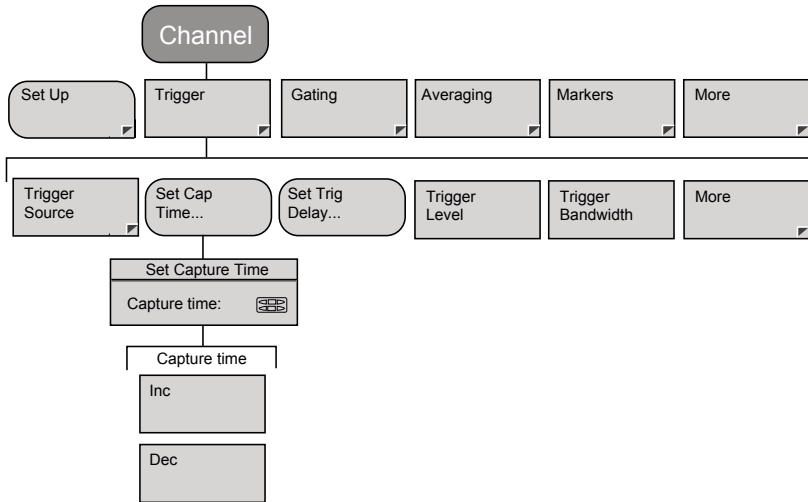 Channel
Set Up
Trigger
Gating
Averaging
Markers
More
Trigger
Source
Set Cap
Time...
Set Trig
Delay...
Trigger
Level
Trigger
Bandwidth
More
Set Capture Time
Capture time:
Capture time
Inc
Dec